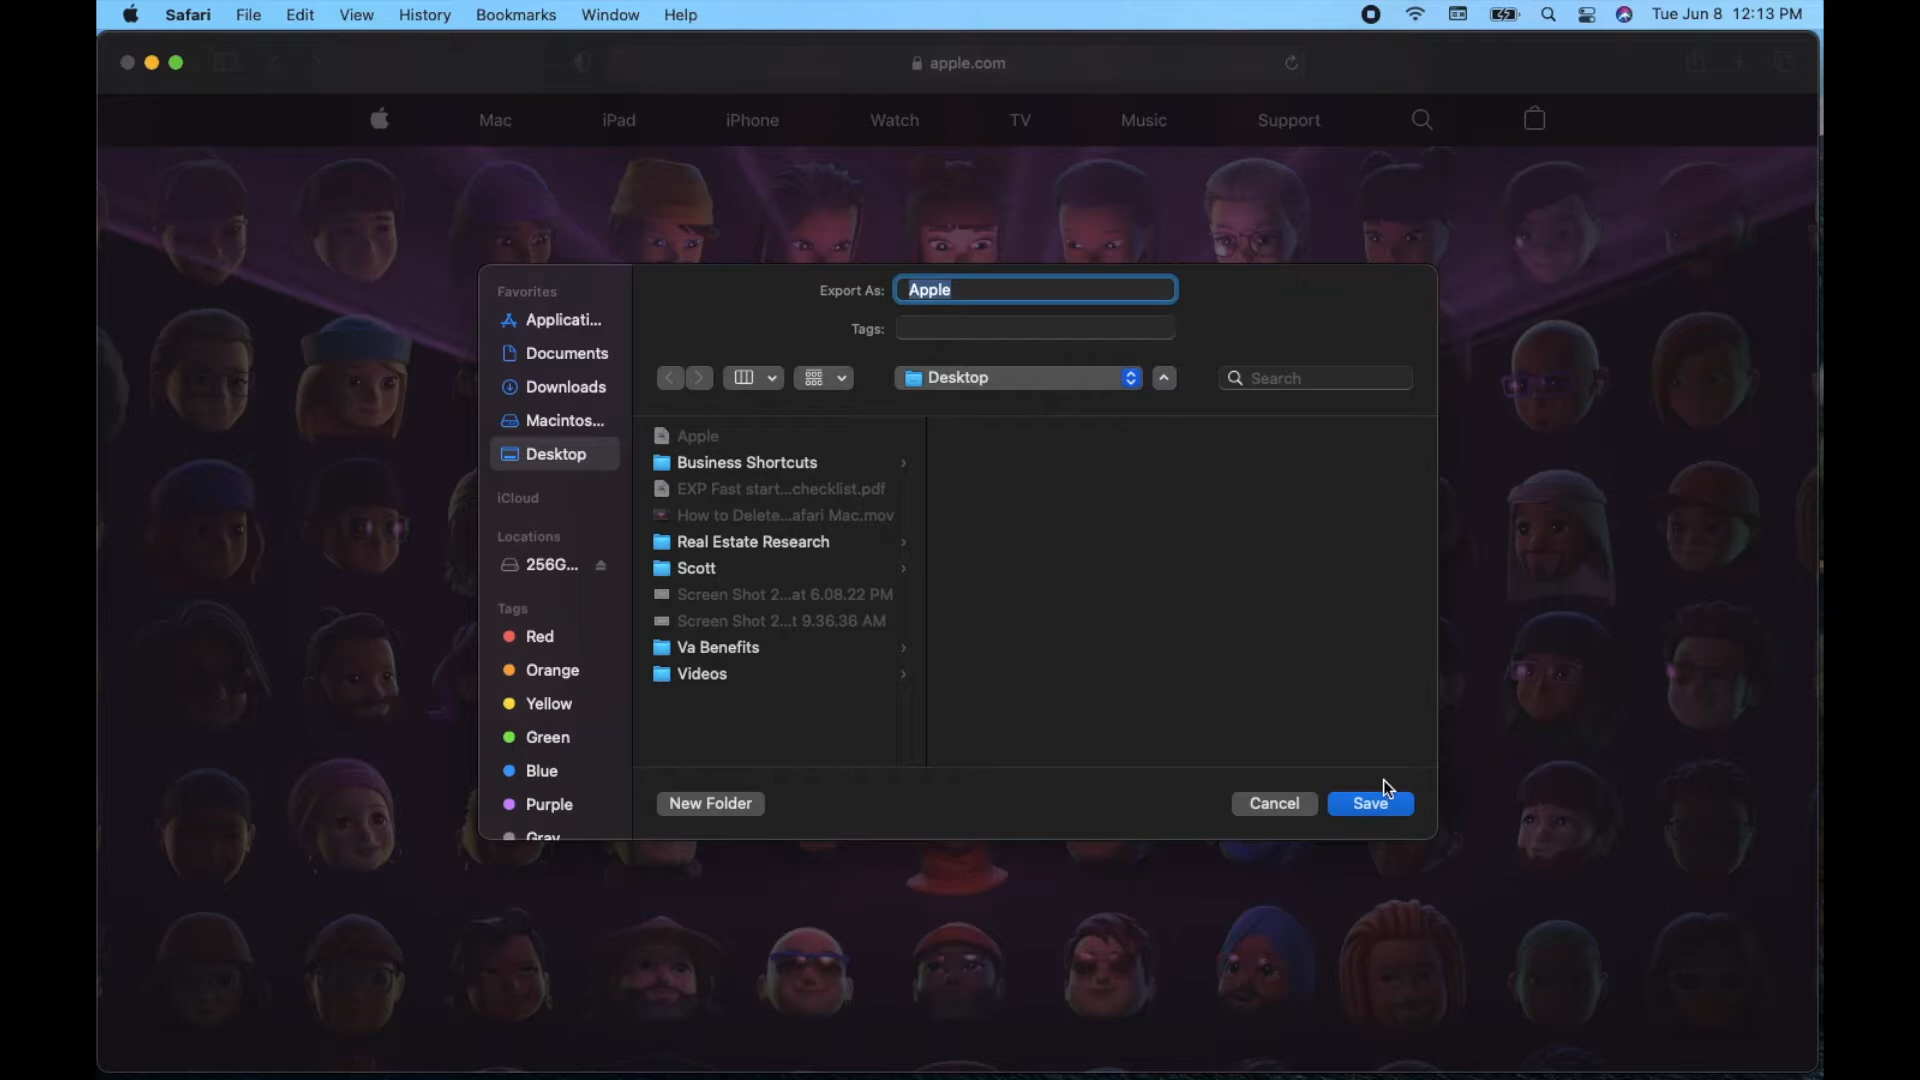 Safari File Edit View History Bookmarks Window Help Tue Jun 8 12:13 PM
apple.com
Mac iPad iPhone Watch TV Music Support
Favorites
Applicati...
Documents
Downloads
Macintos...
Desktop
iCloud
Locations
256G...
Tags
Red
Orange
Yellow
Green
Blue
Purple
Gray
Export As: Apple
Tags:
Desktop
Search
Apple
Business Shortcuts
EXP Fast start...checklist.pdf
How to Delete...afari Mac.mov
Real Estate Research
Scott
Screen Shot 2...at 6.08.22 PM
Screen Shot 2...t 9.36.36 AM
Va Benefits
Videos
New Folder
Cancel
Save